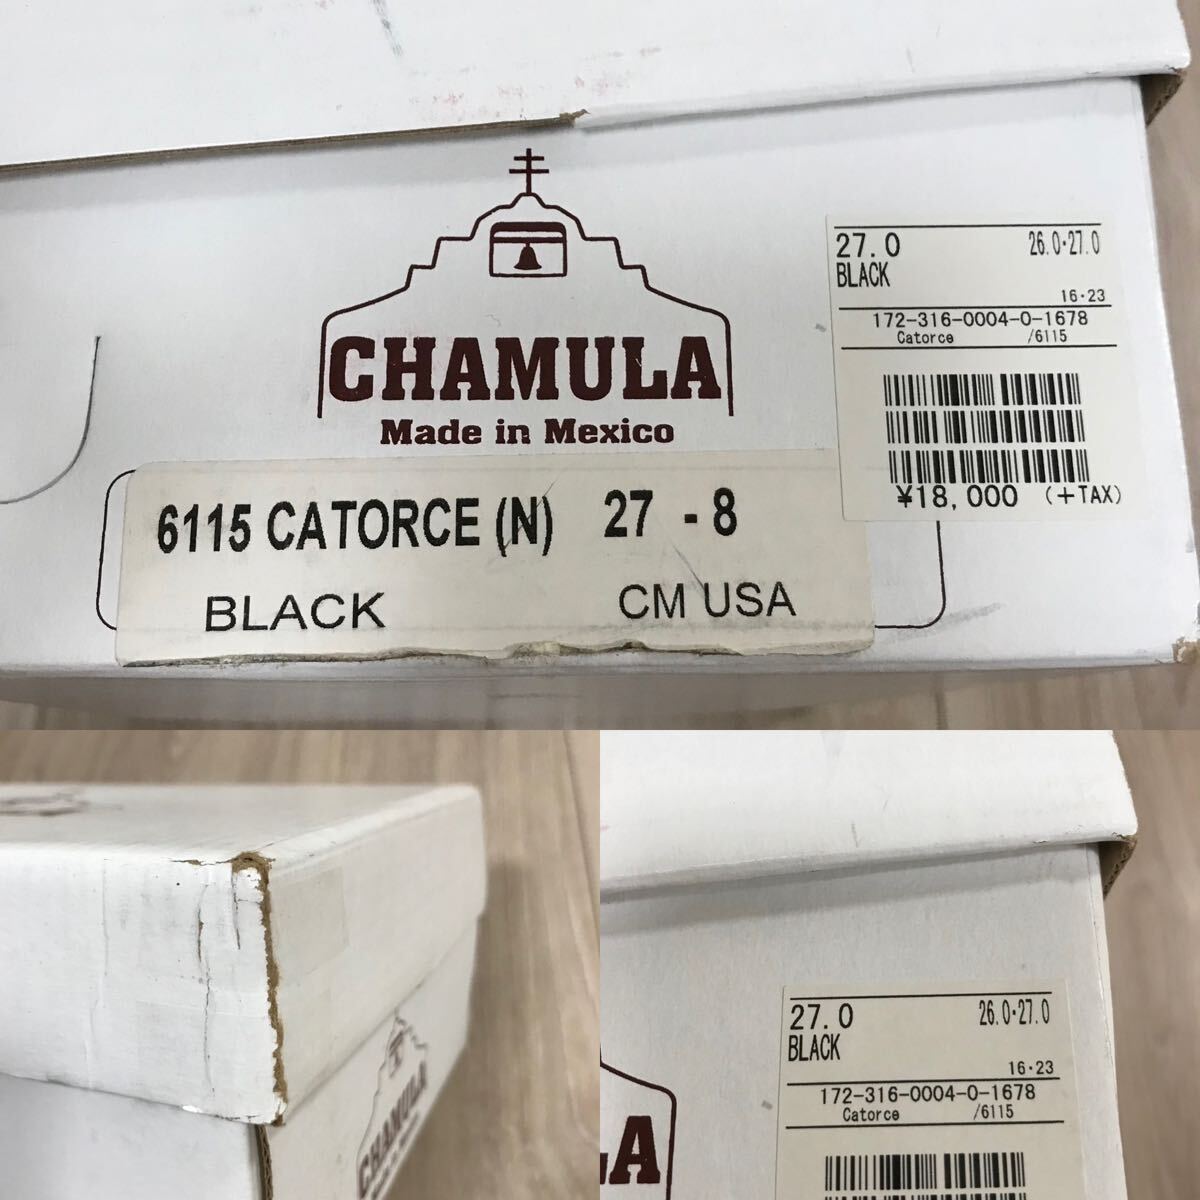 CHAMULA
Made in Mexico
6115 CATORCE (N) 27 - 8
BLACK CM USA
27.0 26.0・27.0
BLACK
16・23
172-316-0004-0-1678
Catorce /6115
¥18,000 (+TAX)
CHAMULA
27.0 26.0・27.0
BLACK
16・23
172-316-0004-0-1678
Catorce /6115
LA